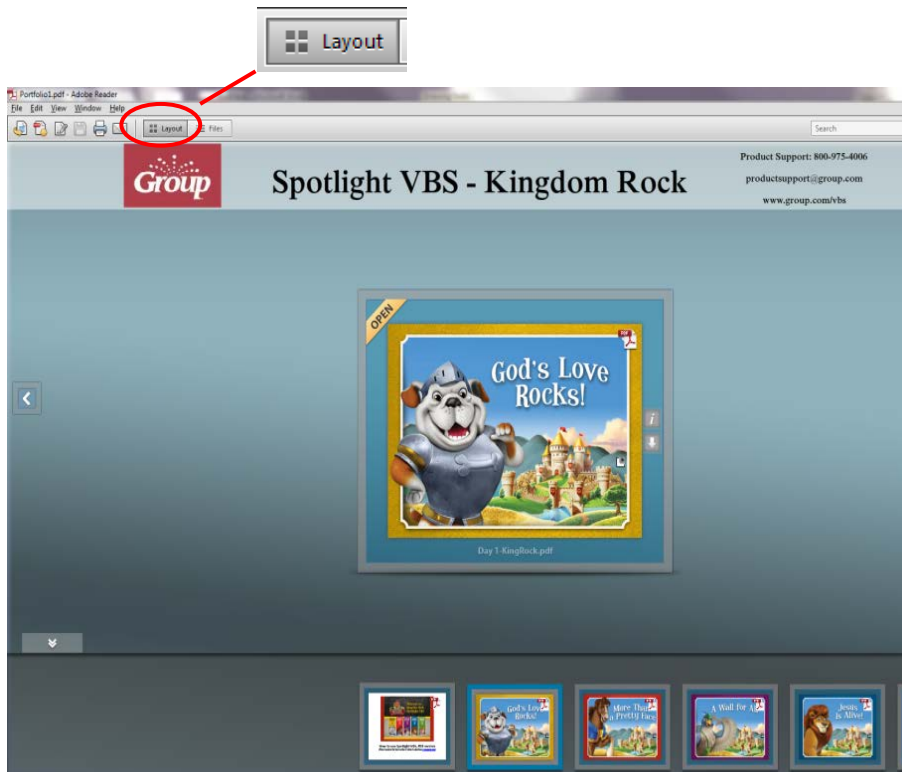 Layout
Portfolio1.pdf - Adobe Reader
File Edit View Window Help
Layout Files Search
Group
Spotlight VBS - Kingdom Rock
Product Support: 800-975-4006
productsupport@group.com
www.group.com/vbs
OPEN
PDF
God's Love
Rocks!
i
Day 1-KingRock.pdf
God's Love
Rocks!
More Than
a Pretty Face
A Wall for
Jesus
Is Alive!